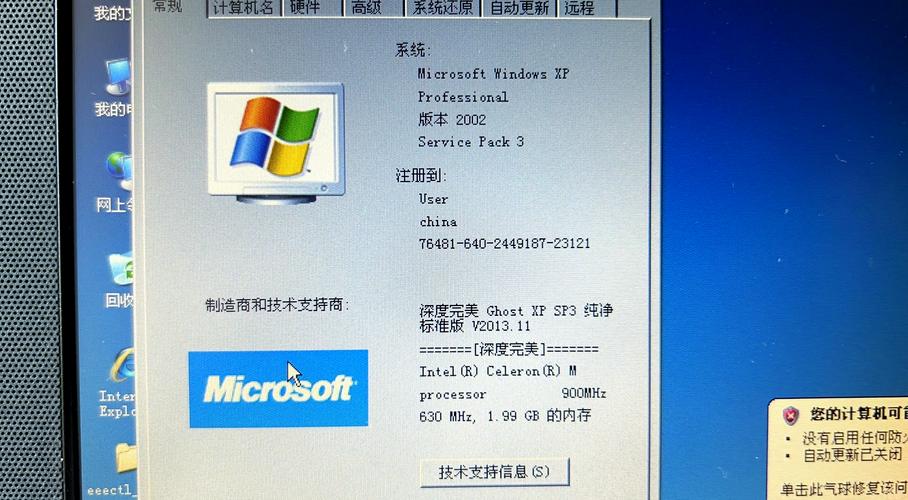 常规 计算机名 硬件 高级 系统还原 自动更新 远程
系统:
Microsoft Windows XP
Professional
版本 2002
Service Pack 3
注册到:
User
china
76481-640-2449187-23121
制造商和技术支持商:
深度完美 Ghost XP SP3 纯净
标准版 V2013.11
=======[深度完美]=======
Intel(R) Celeron(R) M
processor 900MHz
630 MHz, 1.99 GB 的内存
Microsoft
技术支持信息(S)
我的
我的
网上
回收
Inter
Explo
eeectl_
您的计算机可能
没有启用任何防火
自动更新已关闭
单击此气球修复该问